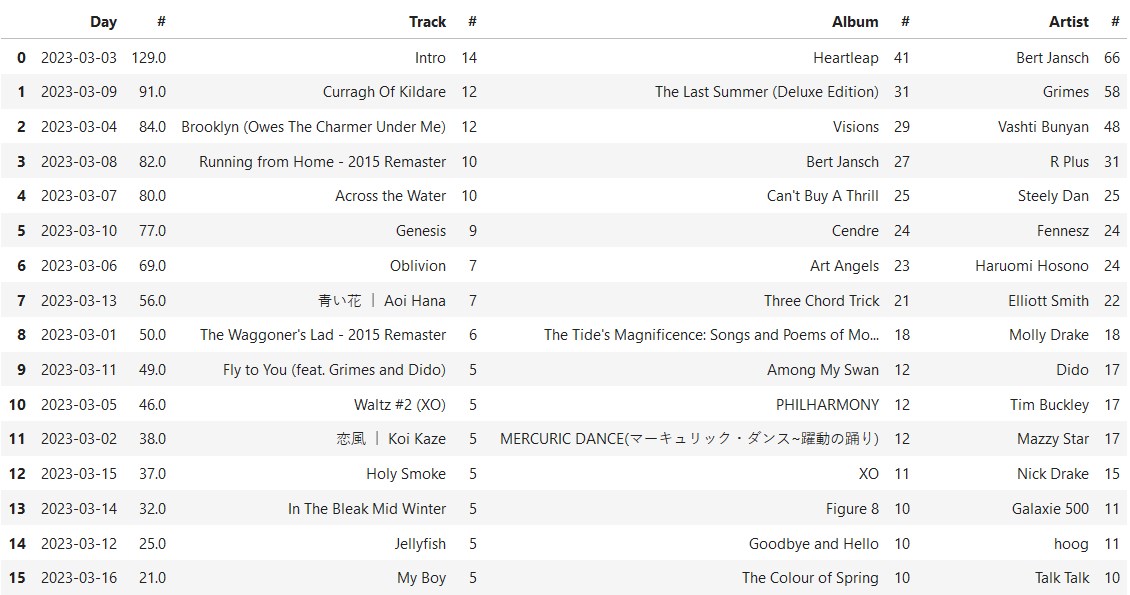 Day # Track # Album # Artist #
0 2023-03-03 129.0 Intro 14 Heartleap 41 Bert Jansch 66
1 2023-03-09 91.0 Curragh Of Kildare 12 The Last Summer (Deluxe Edition) 31 Grimes 58
2 2023-03-04 84.0 Brooklyn (Owes The Charmer Under Me) 12 Visions 29 Vashti Bunyan 48
3 2023-03-08 82.0 Running from Home - 2015 Remaster 10 Bert Jansch 27 R Plus 31
4 2023-03-07 80.0 Across the Water 10 Can't Buy A Thrill 25 Steely Dan 25
5 2023-03-10 77.0 Genesis 9 Cendre 24 Fennesz 24
6 2023-03-06 69.0 Oblivion 7 Art Angels 23 Haruomi Hosono 24
7 2023-03-13 56.0 青い花 ｜ Aoi Hana 7 Three Chord Trick 21 Elliott Smith 22
8 2023-03-01 50.0 The Waggoner's Lad - 2015 Remaster 6 The Tide's Magnificence: Songs and Poems of Mo... 18 Molly Drake 18
9 2023-03-11 49.0 Fly to You (feat. Grimes and Dido) 5 Among My Swan 12 Dido 17
10 2023-03-05 46.0 Waltz #2 (XO) 5 PHILHARMONY 12 Tim Buckley 17
11 2023-03-02 38.0 恋風 ｜ Koi Kaze 5 MERCURIC DANCE(マーキュリック・ダンス~躍動の踊り) 12 Mazzy Star 17
12 2023-03-15 37.0 Holy Smoke 5 XO 11 Nick Drake 15
13 2023-03-14 32.0 In The Bleak Mid Winter 5 Figure 8 10 Galaxie 500 11
14 2023-03-12 25.0 Jellyfish 5 Goodbye and Hello 10 hoog 11
15 2023-03-16 21.0 My Boy 5 The Colour of Spring 10 Talk Talk 10